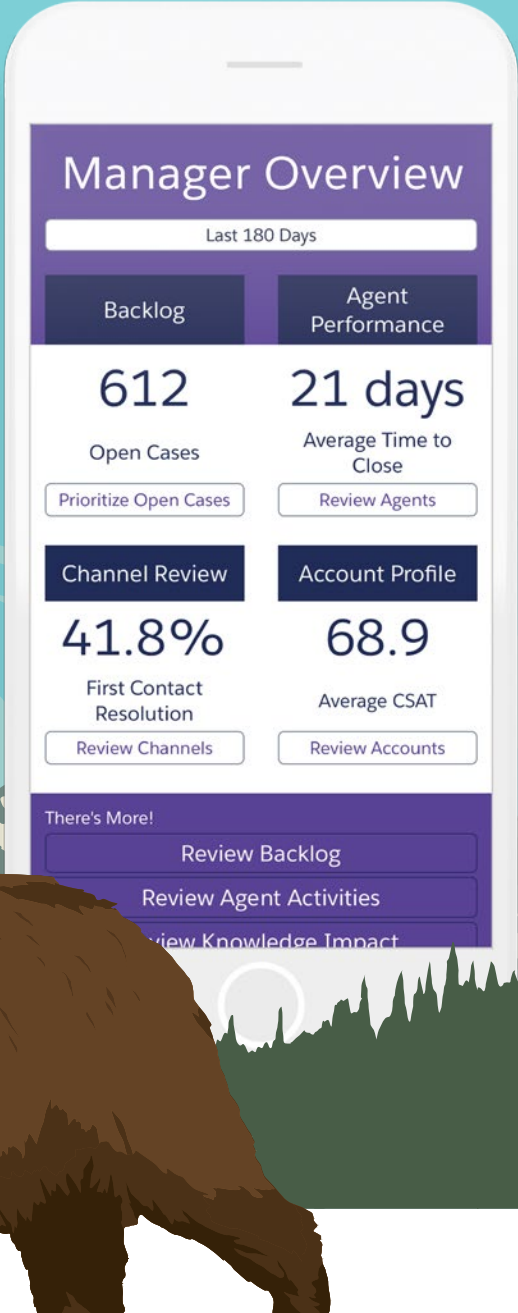 Manager Overview
Last 180 Days
Backlog
Agent
Performance
612
21 days
Open Cases
Average Time to
Close
Prioritize Open Cases
Review Agents
Channel Review
Account Profile
41.8%
68.9
First Contact
Resolution
Average CSAT
Review Channels
Review Accounts
There's More!
Review Backlog
Review Agent Activities
Knowledge Impact